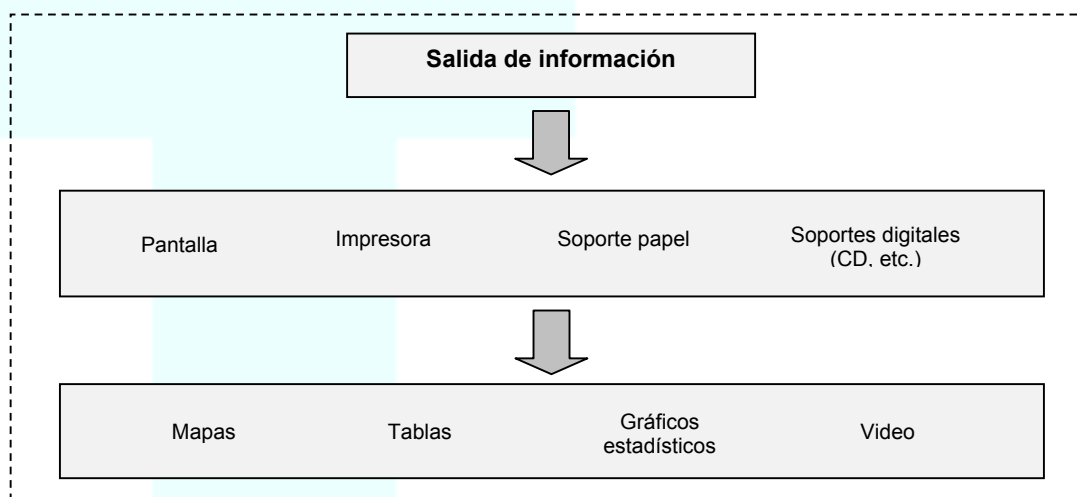 Salida de información
Pantalla
Impresora
Soporte papel
Soportes digitales
(CD, etc.)
Mapas
Tablas
Gráficos
estadísticos
Video